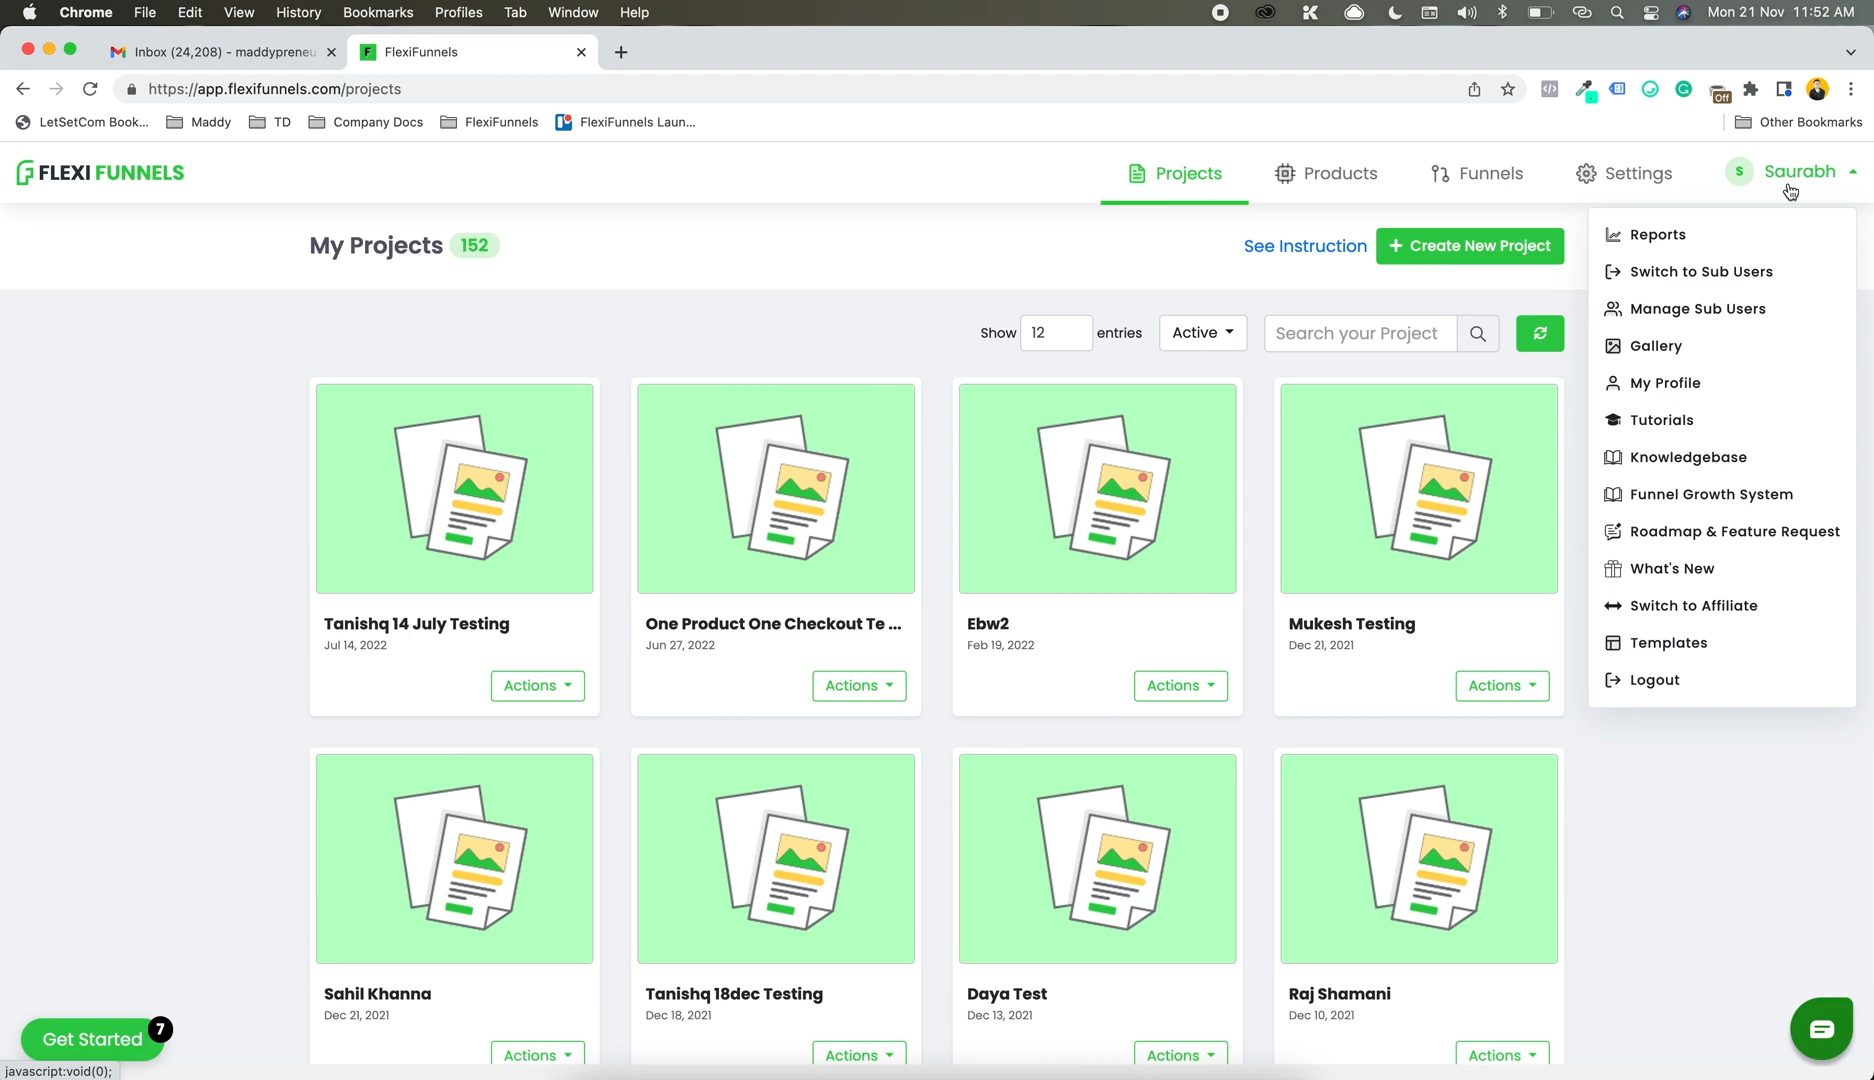 Chrome File Edit View History Bookmarks Profiles Tab Window Help Mon 21 Nov 11:52 AM
Inbox (24,208) - maddypreneu FlexiFunnels
https://app.flexifunnels.com/projects Off
LetSetCom Book... Maddy TD Company Docs FlexiFunnels FlexiFunnels Laun... Other Bookmarks
FLEXI FUNNELS Projects Products Funnels Settings S Saurabh
My Projects 152 See Instruction + Create New Project
Show 12 entries Active Search your Project
Reports
Switch to Sub Users
Manage Sub Users
Gallery
My Profile
Tutorials
Knowledgebase
Funnel Growth System
Roadmap & Feature Request
What's New
Switch to Affiliate
Templates
Logout
Tanishq 14 July Testing One Product One Checkout Te ... Ebw2 Mukesh Testing
Jul 14, 2022 Jun 27, 2022 Feb 19, 2022 Dec 21, 2021
Actions Actions Actions Actions
Sahil Khanna Tanishq 18dec Testing Daya Test Raj Shamani
Dec 21, 2021 Dec 18, 2021 Dec 13, 2021 Dec 10, 2021
Actions Actions Actions Actions
Get Started 7
javascript:void(0);